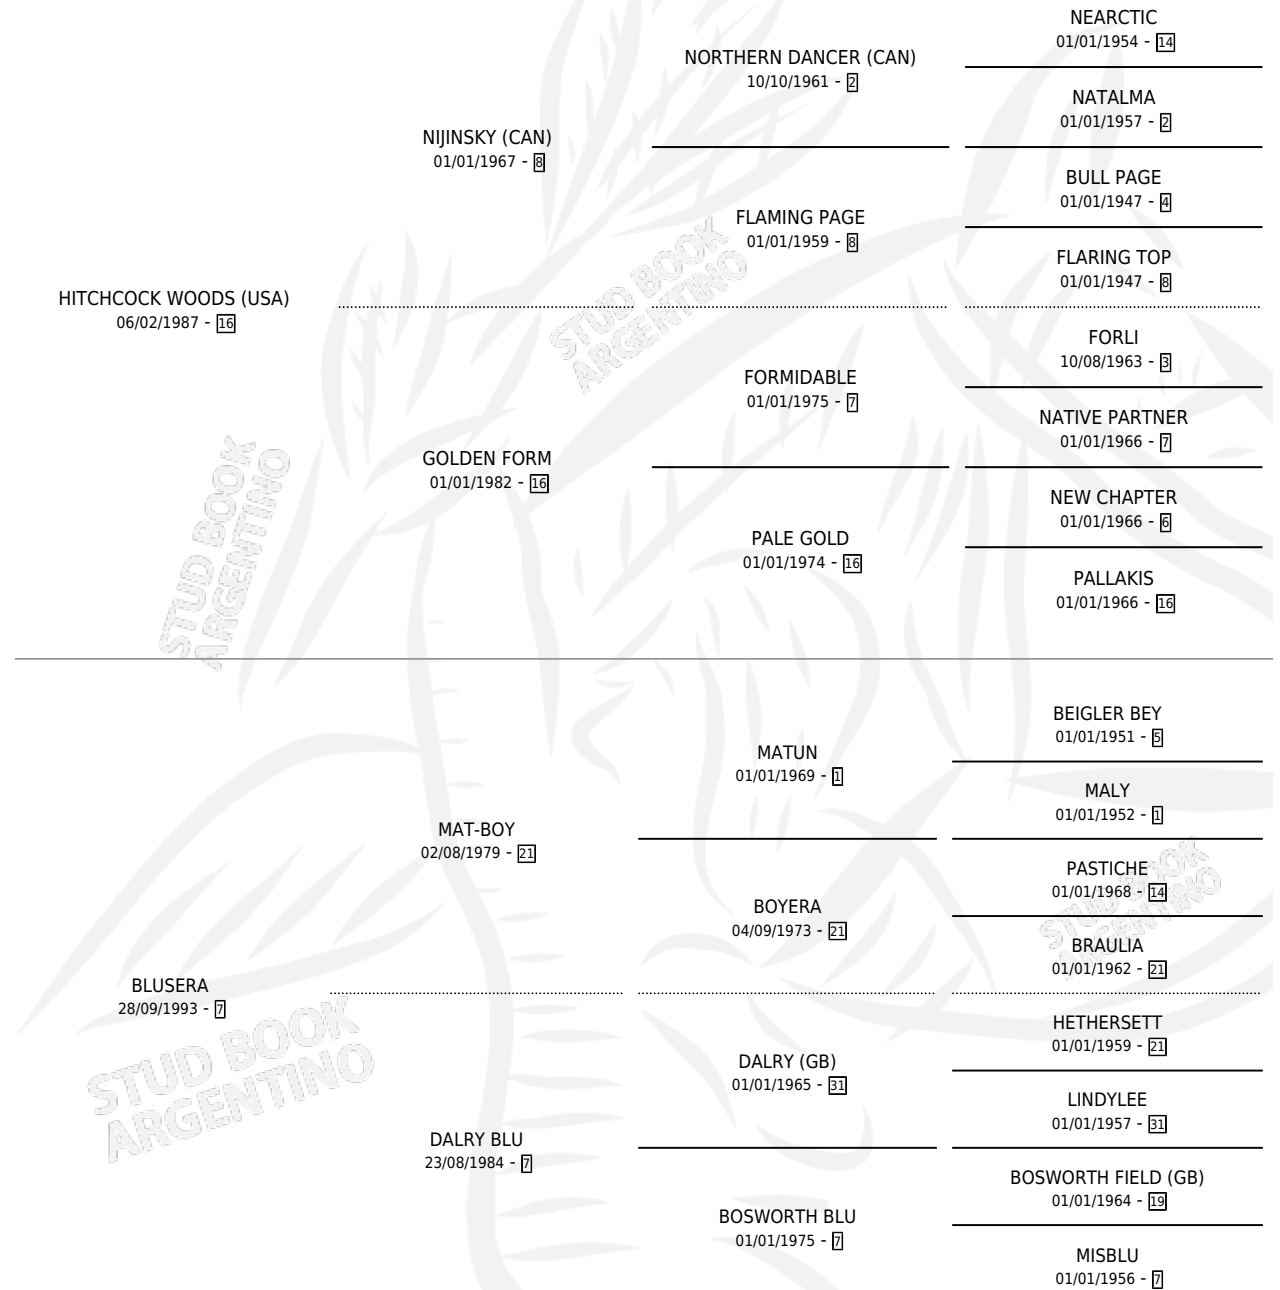 NEARCTIC
01/01/1954 - 14
NORTHERN DANCER (CAN)
10/10/1961 - 2
NATALMA
01/01/1957 - 2
NIJINSKY (CAN)
01/01/1967 - 8
BULL PAGE
01/01/1947 - 4
FLAMING PAGE
01/01/1959 - 8
FLARING TOP
01/01/1947 - 8
HITCHCOCK WOODS (USA)
06/02/1987 - 16
FORLI
10/08/1963 - 3
FORMIDABLE
01/01/1975 - 7
NATIVE PARTNER
01/01/1966 - 7
GOLDEN FORM
01/01/1982 - 16
NEW CHAPTER
01/01/1966 - 6
PALE GOLD
01/01/1974 - 16
PALLAKIS
01/01/1966 - 16
STUD BOOK
ARGENTINO
STUD BOOK
ARGENTINO
BEIGLER BEY
01/01/1951 - 5
MATUN
01/01/1969 - 1
MALY
01/01/1952 - 1
MAT-BOY
02/08/1979 - 21
PASTICHE
01/01/1968 - 14
BOYERA
04/09/1973 - 21
BRAULIA
01/01/1962 - 21
BLUSERA
28/09/1993 - 7
HETHERSETT
01/01/1959 - 21
DALRY (GB)
01/01/1965 - 31
LINDYLEE
01/01/1957 - 31
DALRY BLU
23/08/1984 - 7
BOSWORTH FIELD (GB)
01/01/1964 - 19
BOSWORTH BLU
01/01/1975 - 7
MISBLU
01/01/1956 - 7
STUD BOOK
ARGENTINO
STUD BOOK
ARGENTINO